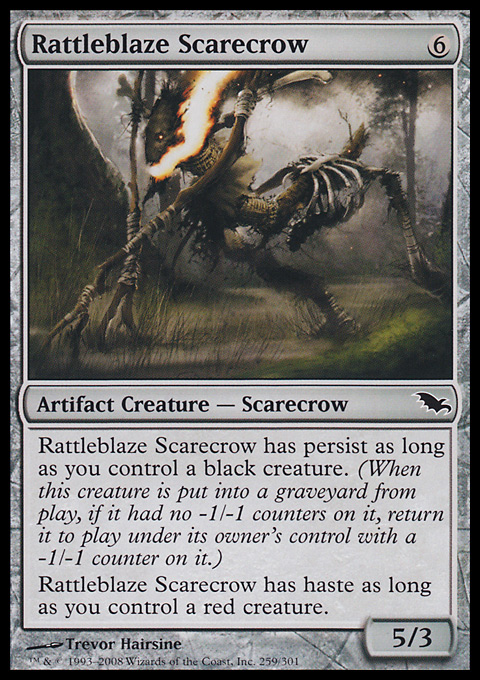 Rattleblaze Scarecrow 6
Artifact Creature — Scarecrow
Rattleblaze Scarecrow has persist as long
as you control a black creature. (When
this creature is put into a graveyard from
play, if it had no -1/-1 counters on it, return
it to play under its owner's control with a
-1/-1 counter on it.)
Rattleblaze Scarecrow has haste as long
as you control a red creature.
5/3
Trevor Hairsine
™ & © 1993–2008 Wizards of the Coast, Inc. 259/301